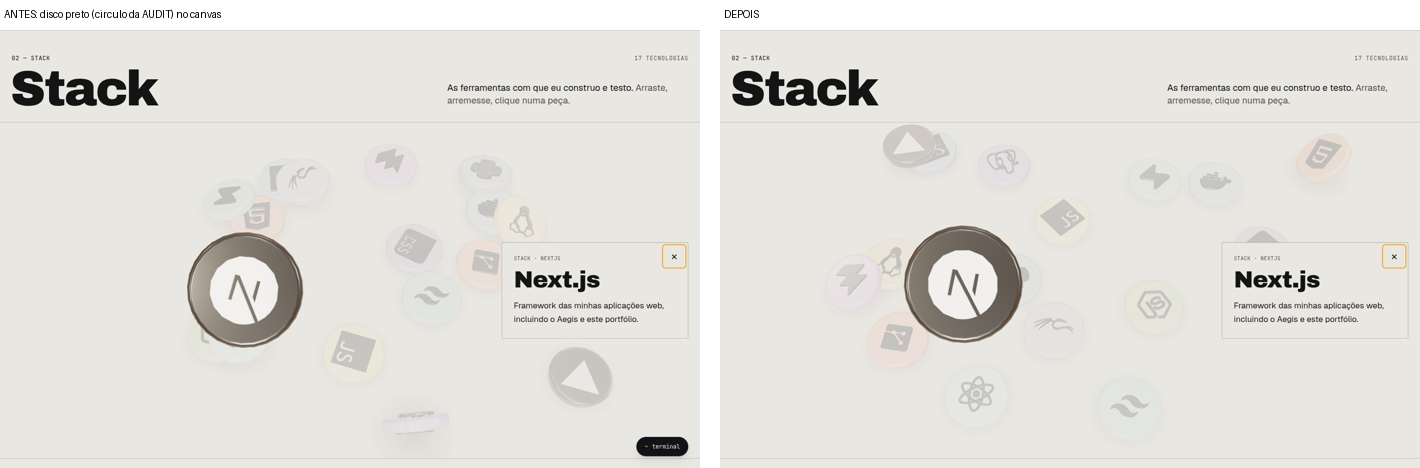 ANTES: disco preto (circulo da AUDIT) no canvas
02 — STACK
17 TECNOLOGIAS
Stack
As ferramentas com que eu construo e testo. Arraste,
arremesse, clique numa peça.
CSS
JS
N
STACK · NEXTJS
×
Next.js
Framework das minhas aplicações web,
incluindo o Aegis e este portfólio.
~ terminal
DEPOIS
02 — STACK
17 TECNOLOGIAS
Stack
As ferramentas com que eu construo e testo. Arraste,
arremesse, clique numa peça.
JS
N
STACK · NEXTJS
×
Next.js
Framework das minhas aplicações web,
incluindo o Aegis e este portfólio.